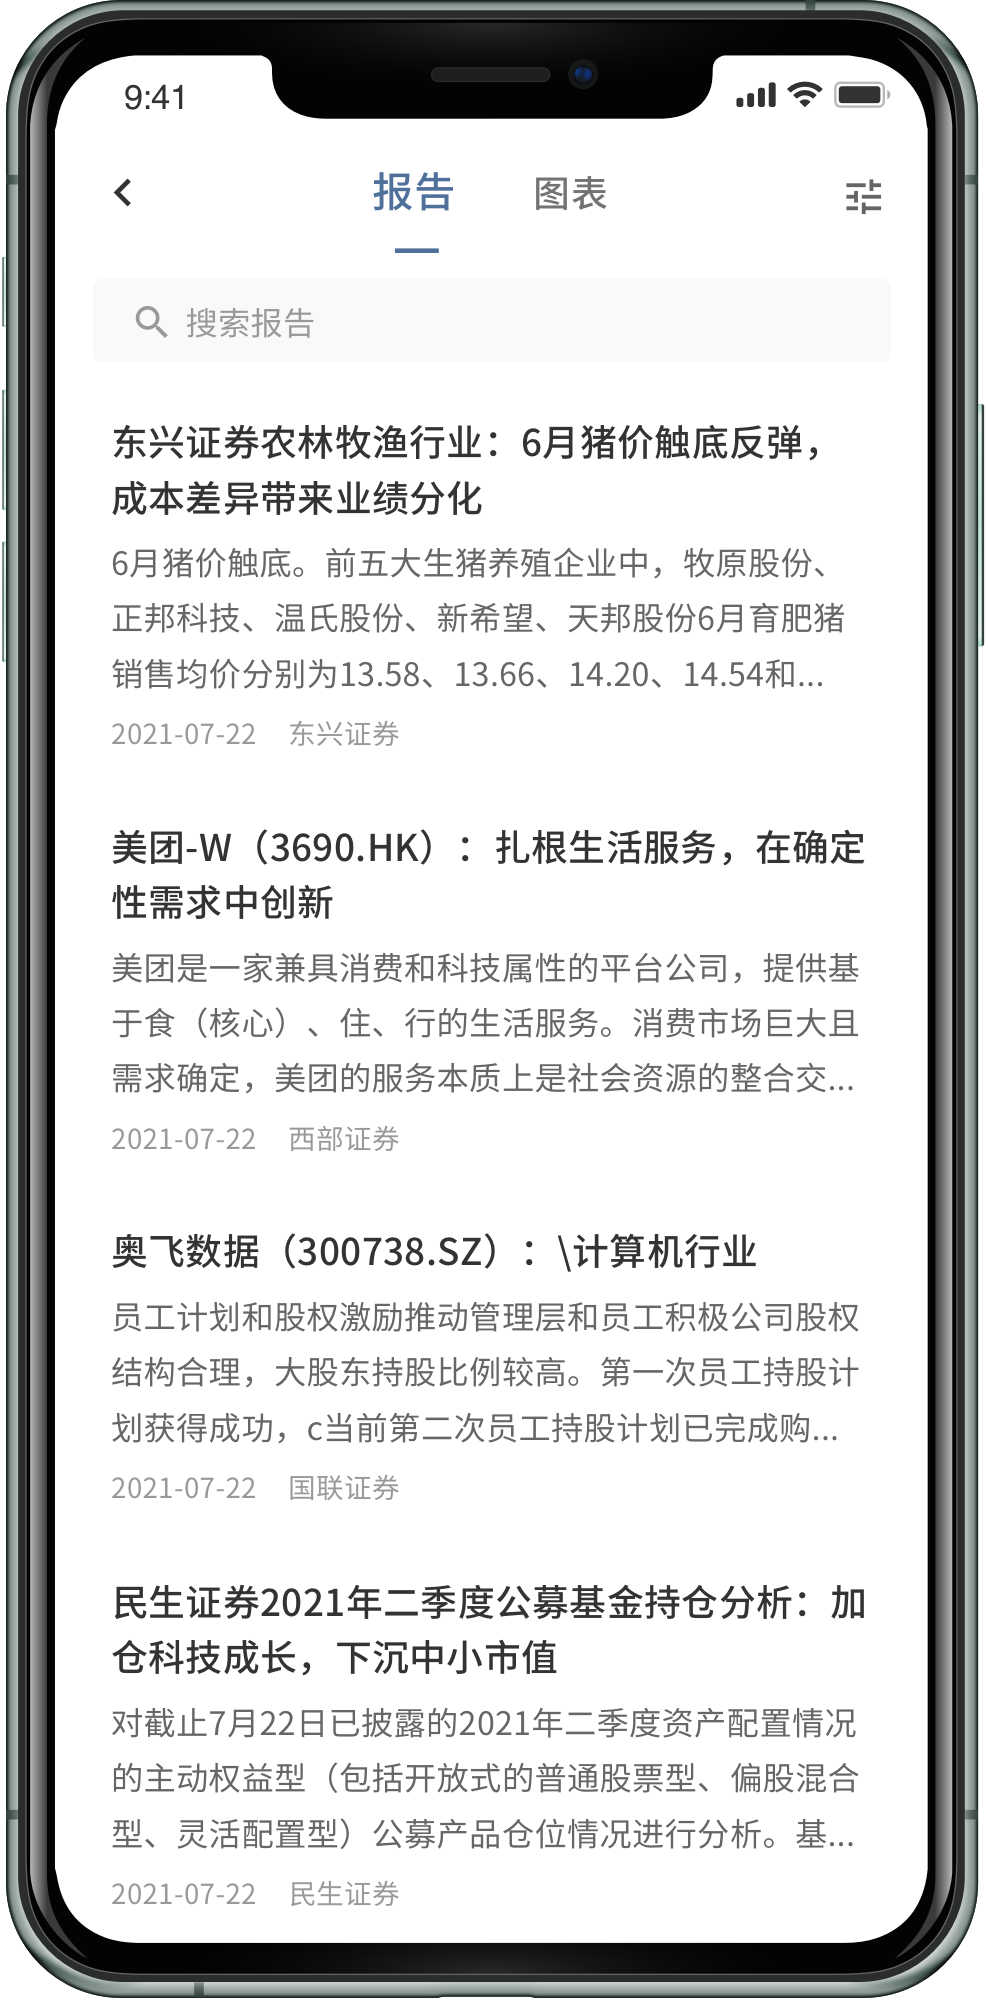 9:41
报告 图表
搜索报告
东兴证券农林牧渔行业：6月猪价触底反弹，
成本差异带来业绩分化
6月猪价触底。前五大生猪养殖企业中，牧原股份、
正邦科技、温氏股份、新希望、天邦股份6月育肥猪
销售均价分别为13.58、13.66、14.20、14.54和...
2021-07-22 东兴证券
美团-W（3690.HK）：扎根生活服务，在确定
性需求中创新
美团是一家兼具消费和科技属性的平台公司，提供基
于食（核心）、住、行的生活服务。消费市场巨大且
需求确定，美团的服务本质上是社会资源的整合交...
2021-07-22 西部证券
奥飞数据（300738.SZ）：\计算机行业
员工计划和股权激励推动管理层和员工积极公司股权
结构合理，大股东持股比例较高。第一次员工持股计
划获得成功，c当前第二次员工持股计划已完成购...
2021-07-22 国联证券
民生证券2021年二季度公募基金持仓分析：加
仓科技成长，下沉中小市值
对截止7月22日已披露的2021年二季度资产配置情况
的主动权益型（包括开放式的普通股票型、偏股混合
型、灵活配置型）公募产品仓位情况进行分析。基...
2021-07-22 民生证券